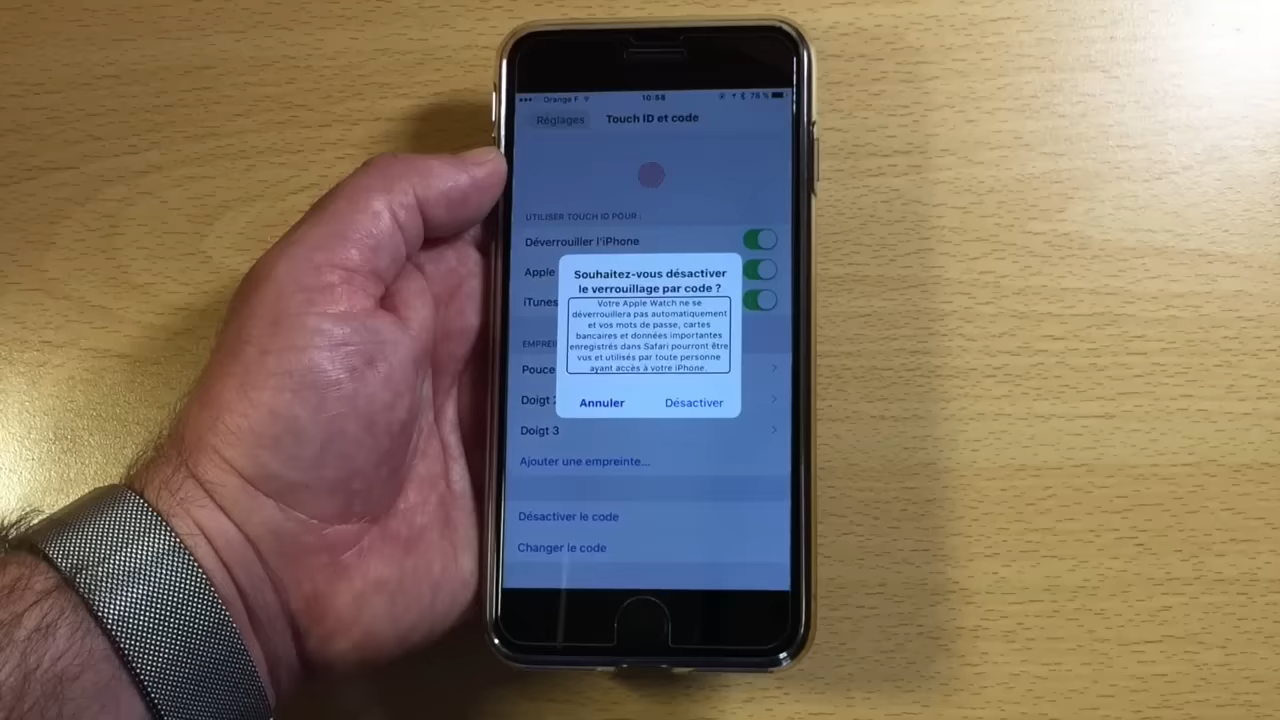 Orange F
10:58
76 %
Réglages
Touch ID et code
UTILISER TOUCH ID POUR :
Déverrouiller l'iPhone
Apple
iTunes
Souhaitez-vous désactiver
le verrouillage par code ?
Votre Apple Watch ne se
déverrouillera pas automatiquement
et vos mots de passe, cartes
bancaires et données importantes
enregistrés dans Safari pourront être
vus et utilisés par toute personne
ayant accès à votre iPhone.
Annuler
Désactiver
Pouce
Doigt
Doigt 3
Ajouter une empreinte...
Désactiver le code
Changer le code